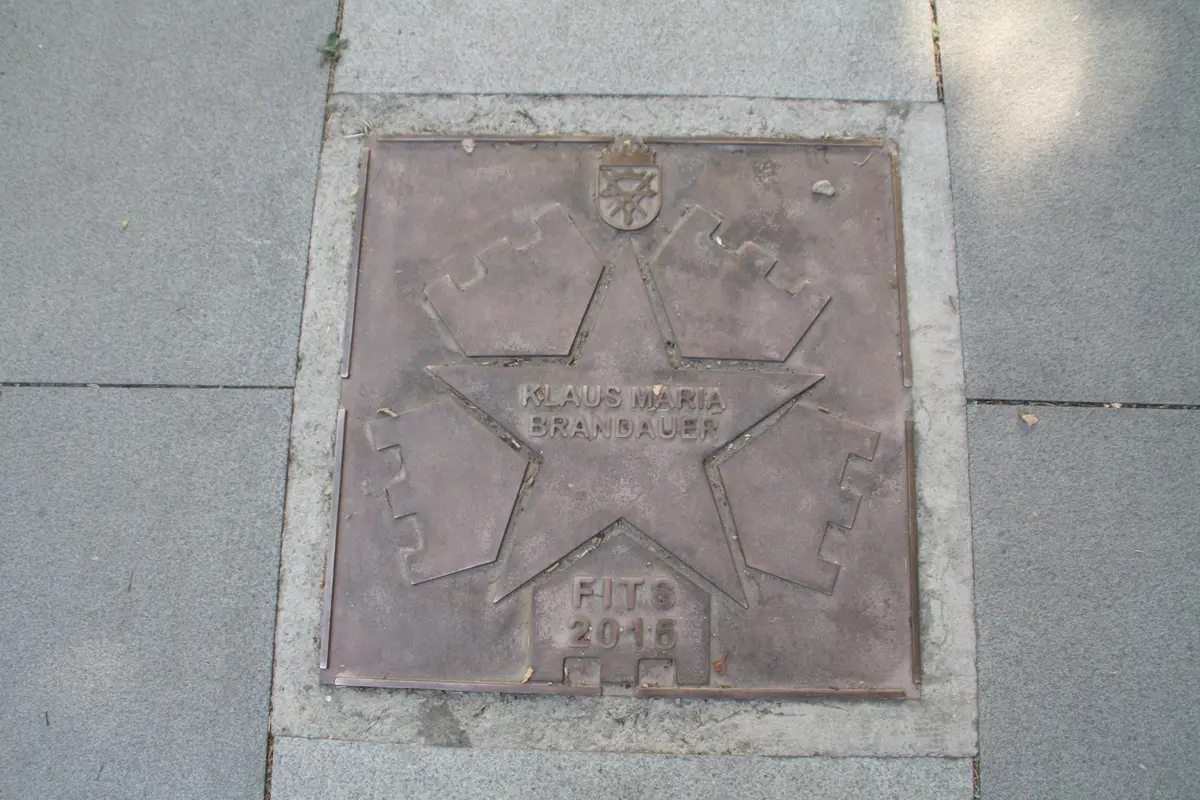 KLAUS MARIA
BRANDAUER
FITS
2015